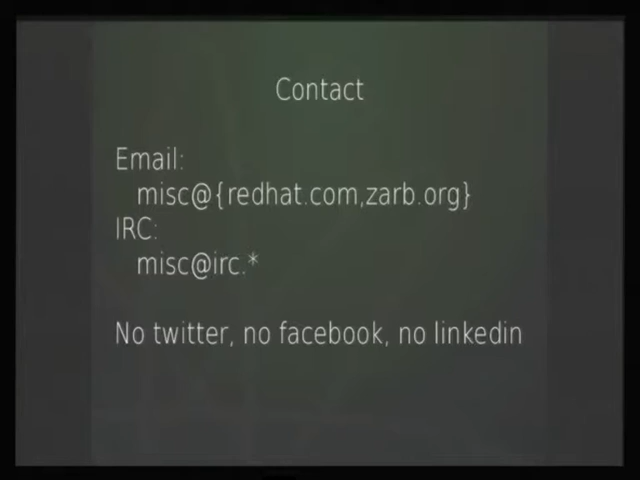 Contact
Email:
misc@{redhat.com,zarb.org}
IRC:
misc@irc.*
No twitter, no facebook, no linkedin